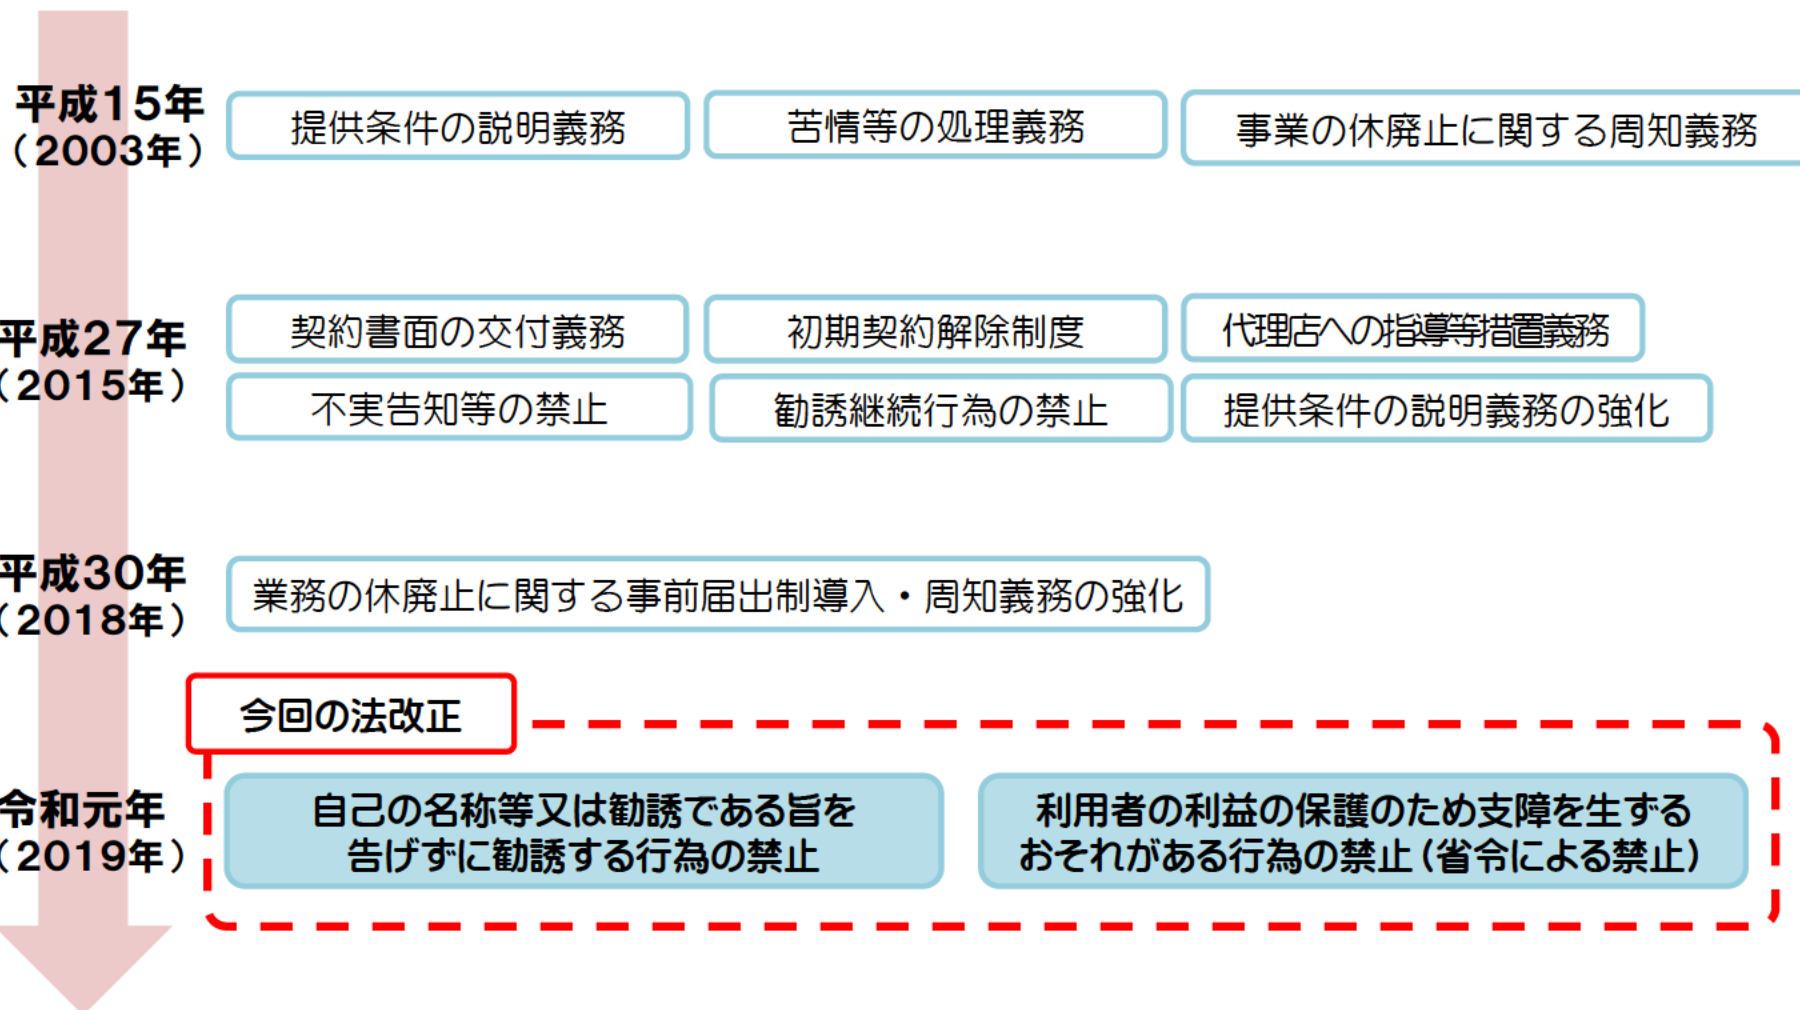 平成15年
（2003年）
提供条件の説明義務
苦情等の処理義務
事業の休廃止に関する周知義務
平成27年
（2015年）
契約書面の交付義務
初期契約解除制度
代理店への指導等措置義務
不実告知等の禁止
勧誘継続行為の禁止
提供条件の説明義務の強化
平成30年
（2018年）
業務の休廃止に関する事前届出制導入・周知義務の強化
今回の法改正
令和元年
（2019年）
自己の名称等又は勧誘である旨を
告げずに勧誘する行為の禁止
利用者の利益の保護のため支障を生ずる
おそれがある行為の禁止（省令による禁止）